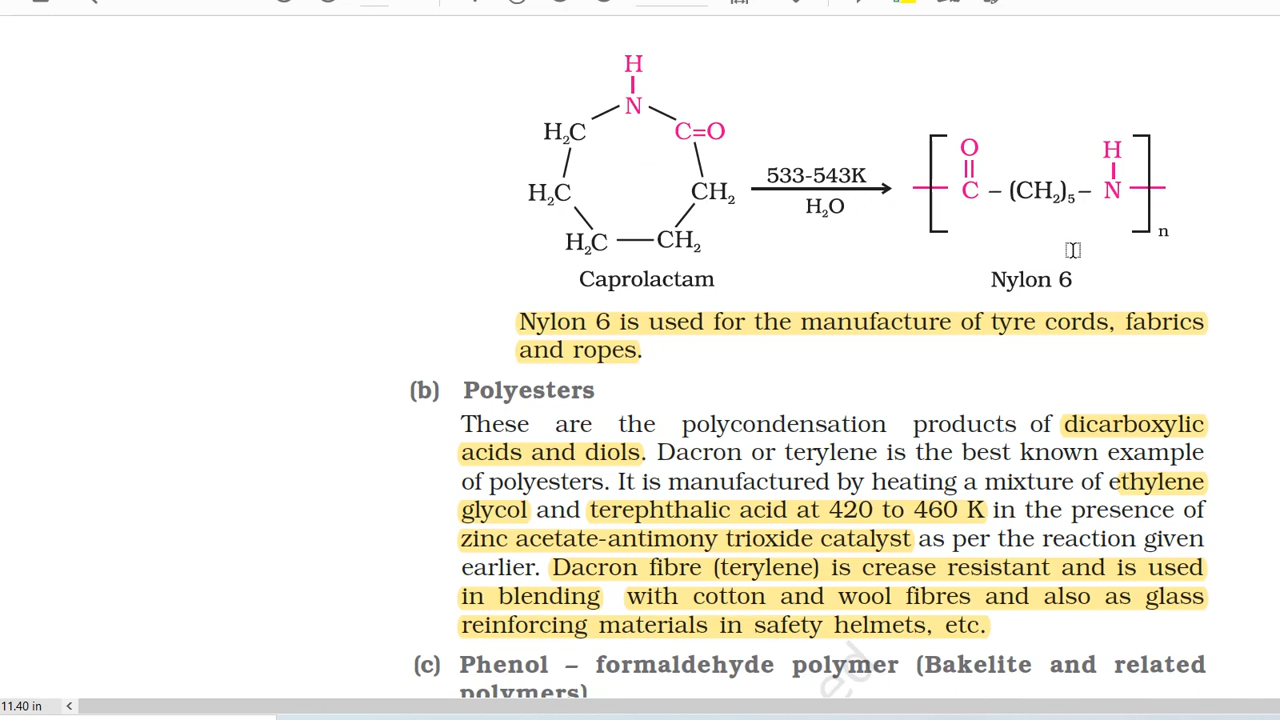 H
N
H₂C C=O
O H
533-543K
H₂C CH₂ C – (CH₂)₅ – N
H₂O
n
H₂C CH₂
Caprolactam Nylon 6
Nylon 6 is used for the manufacture of tyre cords, fabrics
and ropes.
(b) Polyesters
These are the polycondensation products of dicarboxylic
acids and diols. Dacron or terylene is the best known example
of polyesters. It is manufactured by heating a mixture of ethylene
glycol and terephthalic acid at 420 to 460 K in the presence of
zinc acetate-antimony trioxide catalyst as per the reaction given
earlier. Dacron fibre (terylene) is crease resistant and is used
in blending with cotton and wool fibres and also as glass
reinforcing materials in safety helmets, etc.
(c) Phenol – formaldehyde polymer (Bakelite and related
polymers)
ed
11.40 in